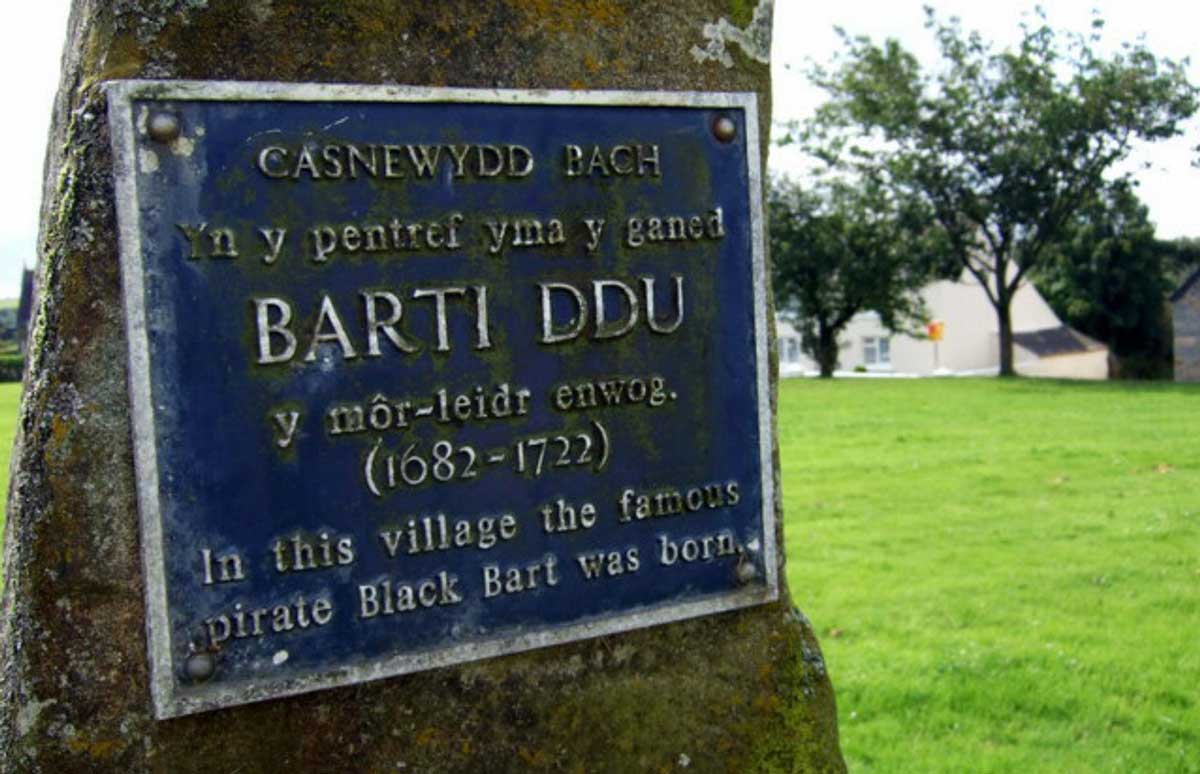 CASNEWYDD BACH
Yn y pentref yma y ganed
BARTI DDU
y môr-leidr enwog.
(1682-1722)
In this village the famous
pirate Black Bart was born.